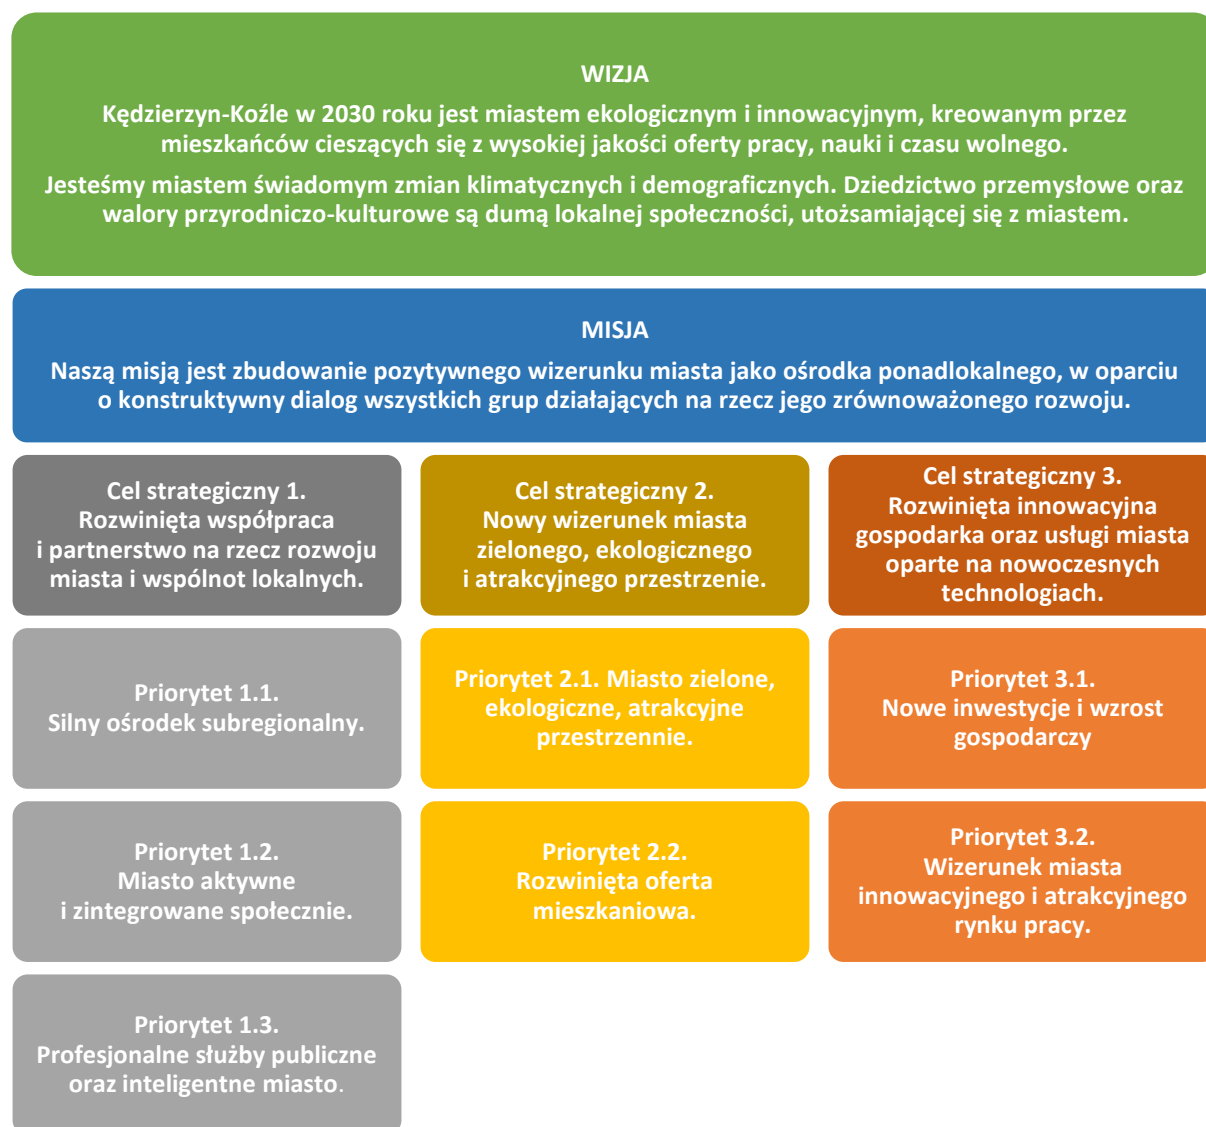 WIZJA
Kędzierzyn-Koźle w 2030 roku jest miastem ekologicznym i innowacyjnym, kreowanym przez
mieszkańców cieszących się z wysokiej jakości oferty pracy, nauki i czasu wolnego.
Jesteśmy miastem świadomym zmian klimatycznych i demograficznych. Dziedzictwo przemysłowe oraz
walory przyrodniczo-kulturowe są dumą lokalnej społeczności, utożsamiającej się z miastem.
MISJA
Naszą misją jest zbudowanie pozytywnego wizerunku miasta jako ośrodka ponadlokalnego, w oparciu
o konstruktywny dialog wszystkich grup działających na rzecz jego zrównoważonego rozwoju.
Cel strategiczny 1.
Rozwinięta współpraca
i partnerstwo na rzecz rozwoju
miasta i wspólnot lokalnych.
Cel strategiczny 2.
Nowy wizerunek miasta
zielonego, ekologicznego
i atrakcyjnego przestrzenie.
Cel strategiczny 3.
Rozwinięta innowacyjna
gospodarka oraz usługi miasta
oparte na nowoczesnych
technologiach.
Priorytet 1.1.
Silny ośrodek subregionalny.
Priorytet 2.1. Miasto zielone,
ekologiczne, atrakcyjne
przestrzennie.
Priorytet 3.1.
Nowe inwestycje i wzrost
gospodarczy
Priorytet 1.2.
Miasto aktywne
i zintegrowane społecznie.
Priorytet 2.2.
Rozwinięta oferta
mieszkaniowa.
Priorytet 3.2.
Wizerunek miasta
innowacyjnego i atrakcyjnego
rynku pracy.
Priorytet 1.3.
Profesjonalne służby publiczne
oraz inteligentne miasto.